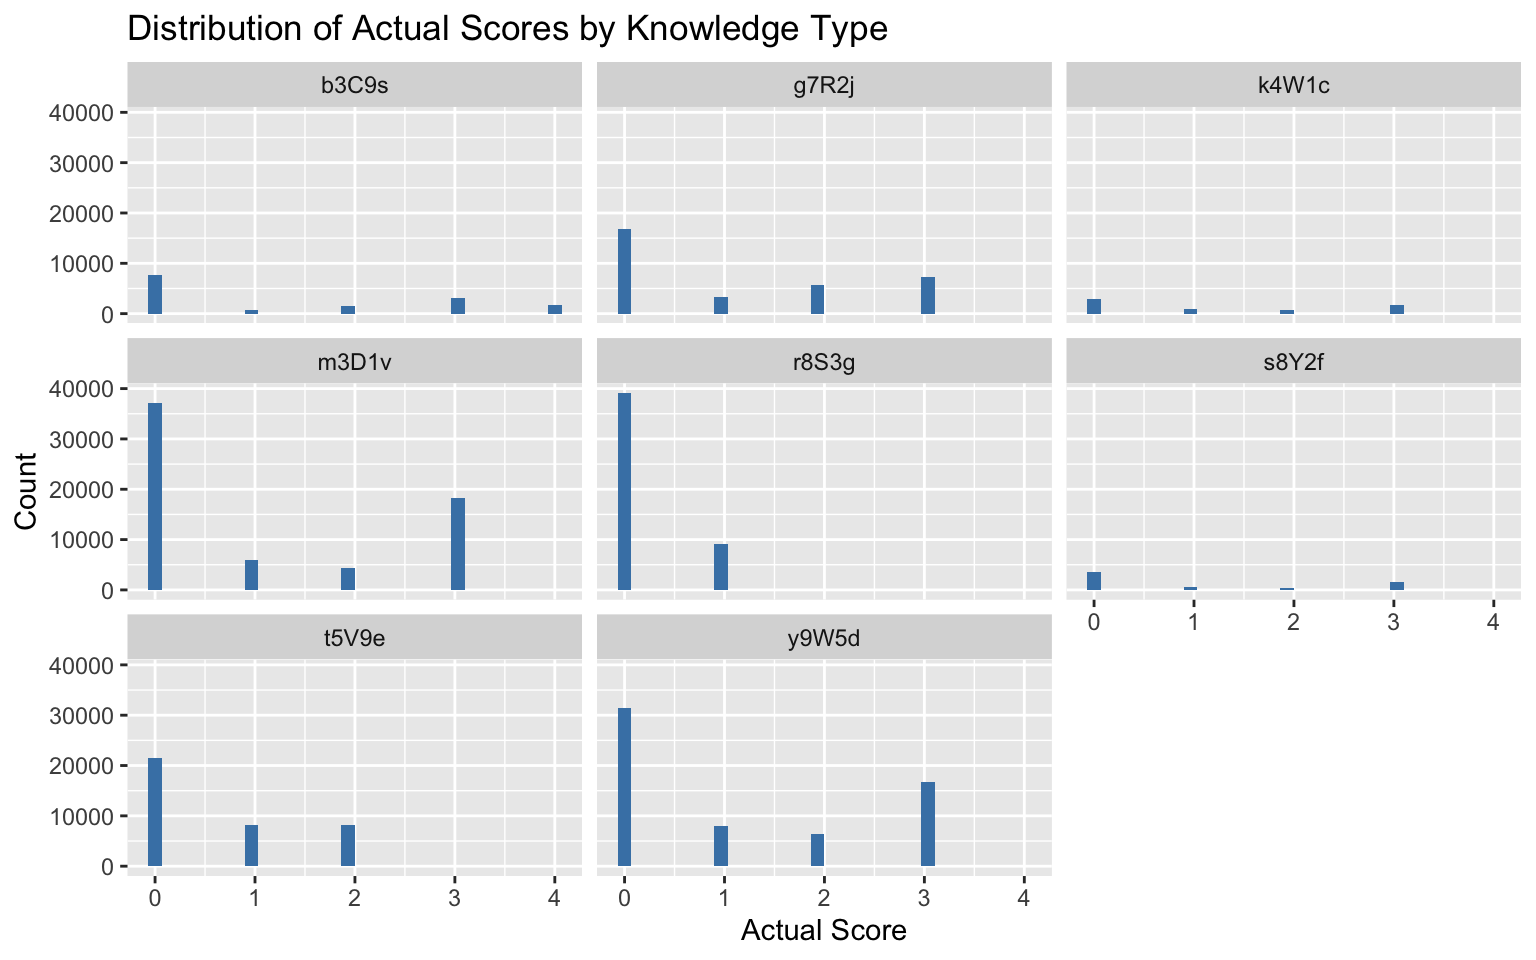 Distribution of Actual Scores by Knowledge Type
b3C9s g7R2j k4W1c
40000
30000
20000
10000
0
m3D1v r8S3g s8Y2f
40000
30000
20000
10000
0
0 1 2 3 4
t5V9e y9W5d
40000
30000
20000
10000
0
0 1 2 3 4 0 1 2 3 4
Count
Actual Score